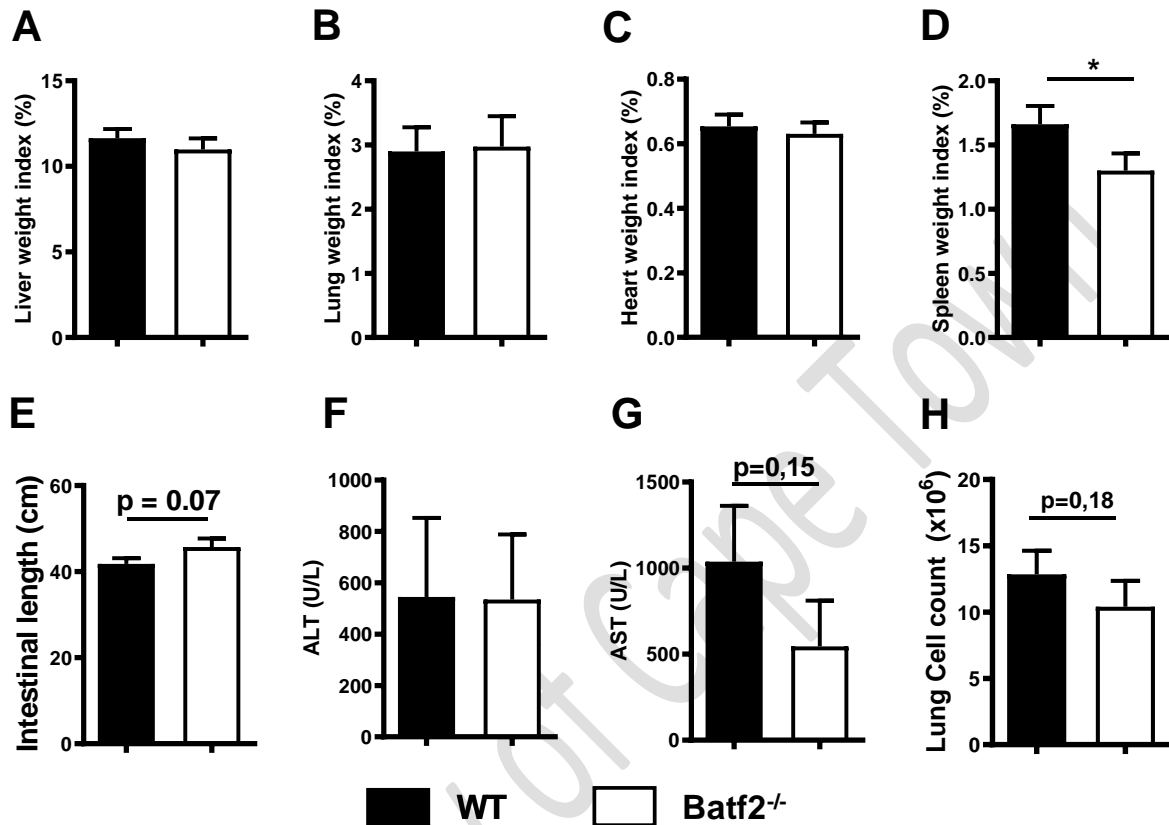 A
B
C
D
Liver weight index (%)
15
10
5
0
Lung weight index (%)
4
3
2
1
0
Heart weight index (%)
0.8
0.6
0.4
0.2
0.0
Spleen weight index (%)
2.0
1.5
1.0
0.5
0.0
*
E
F
G
H
Intestinal length (cm)
60
40
20
0
p = 0.07
ALT (U/L)
1000
800
600
400
200
0
AST (U/L)
1500
1000
500
0
p=0,15
Lung Cell count (x10⁶)
20
15
10
5
0
p=0,18
WT
Batf2⁻/⁻
of Cape Town